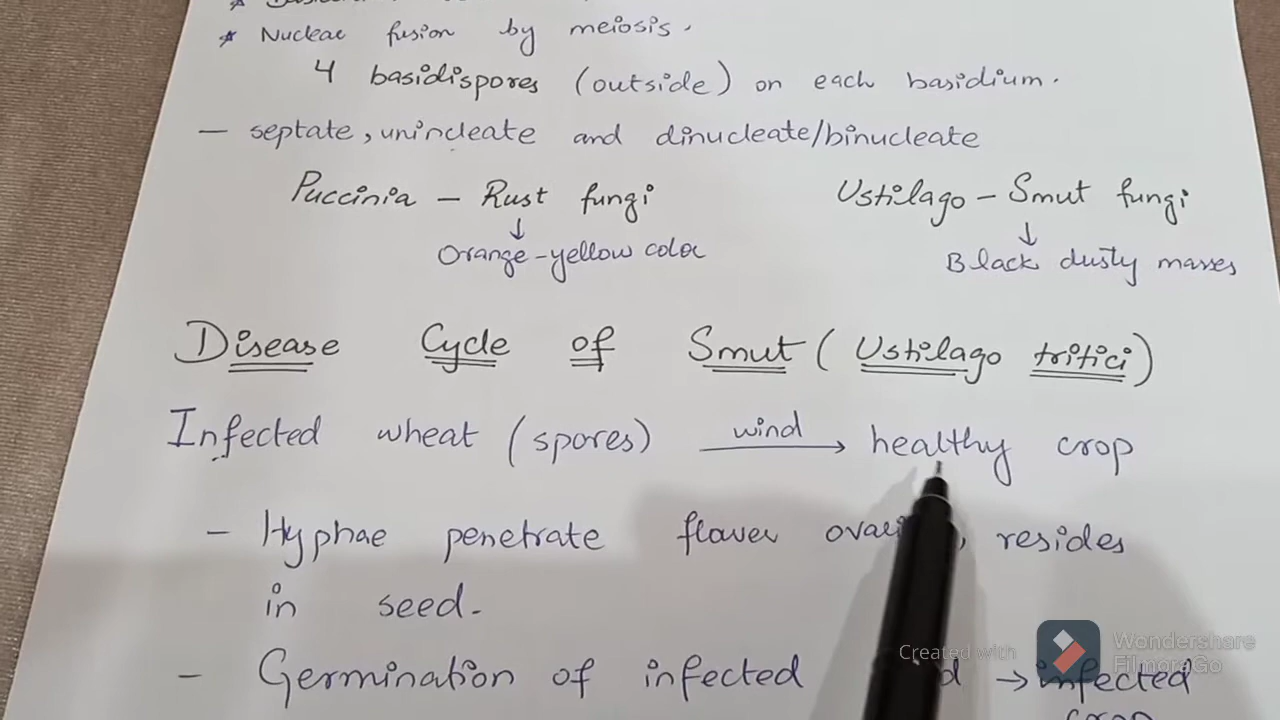 * Nuclear fusion by meiosis.
4 basidispores (outside) on each basidium.
- septate, unincleate and dinucleate/binucleate
Puccinia - Rust fungi
↓
Orange-yellow color
Ustilago - Smut fungi
↓
Black dusty masses
Disease Cycle of Smut (Ustilago tritici)
Infected wheat (spores) wind → healthy crop
- Hyphae penetrate flower resides
in seed.
- Germination of infected → infected
crop
Created with Wondershare
FilmoraGo